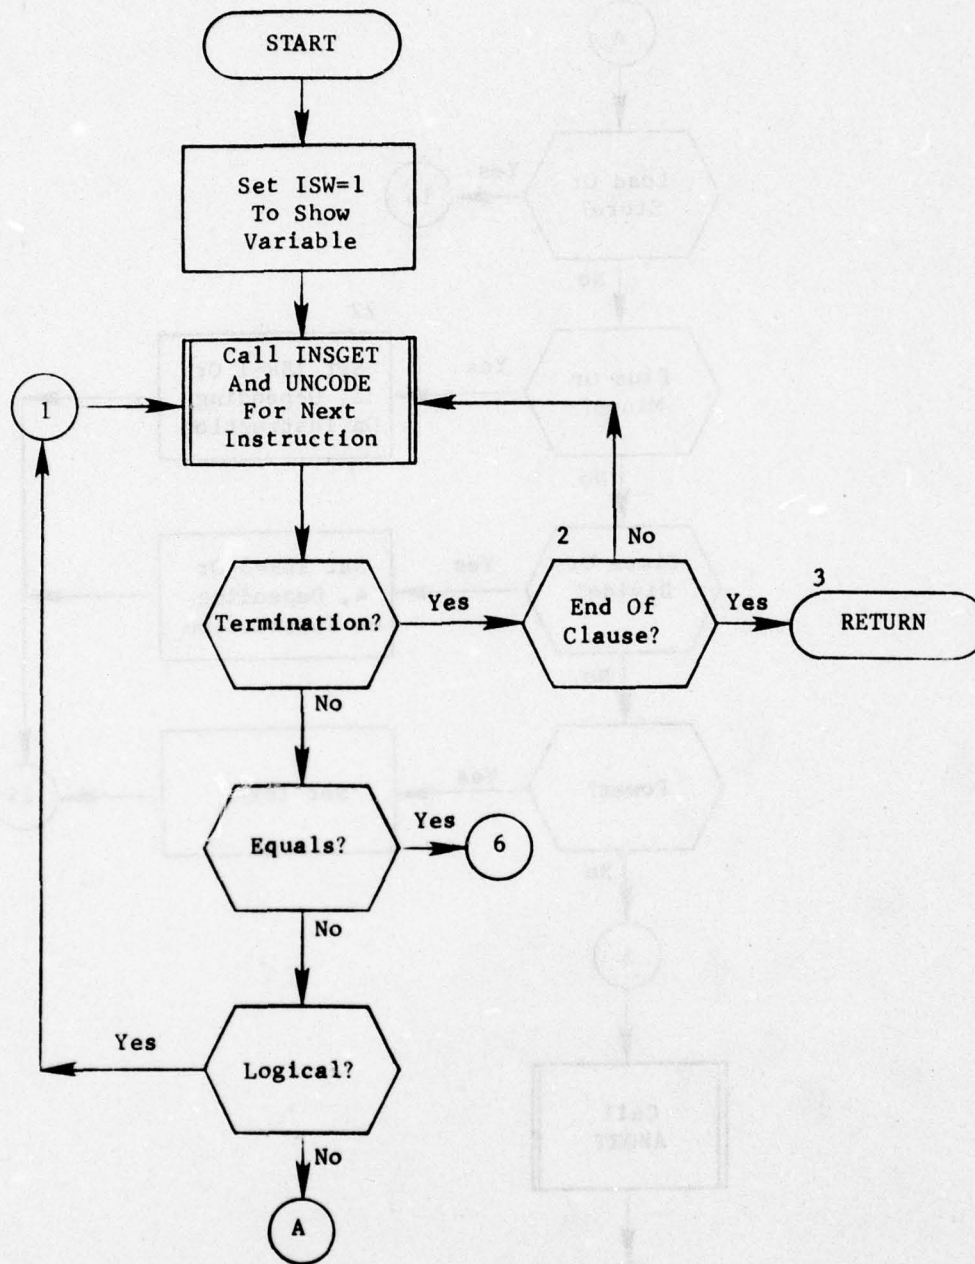 START
Set ISW=1
To Show
Variable
Call INSGET
And UNCODE
For Next
Instruction
1
2
No
3
Termination?
Yes
End Of
Clause?
Yes
RETURN
No
Equals?
Yes
6
No
Yes
Logical?
No
A